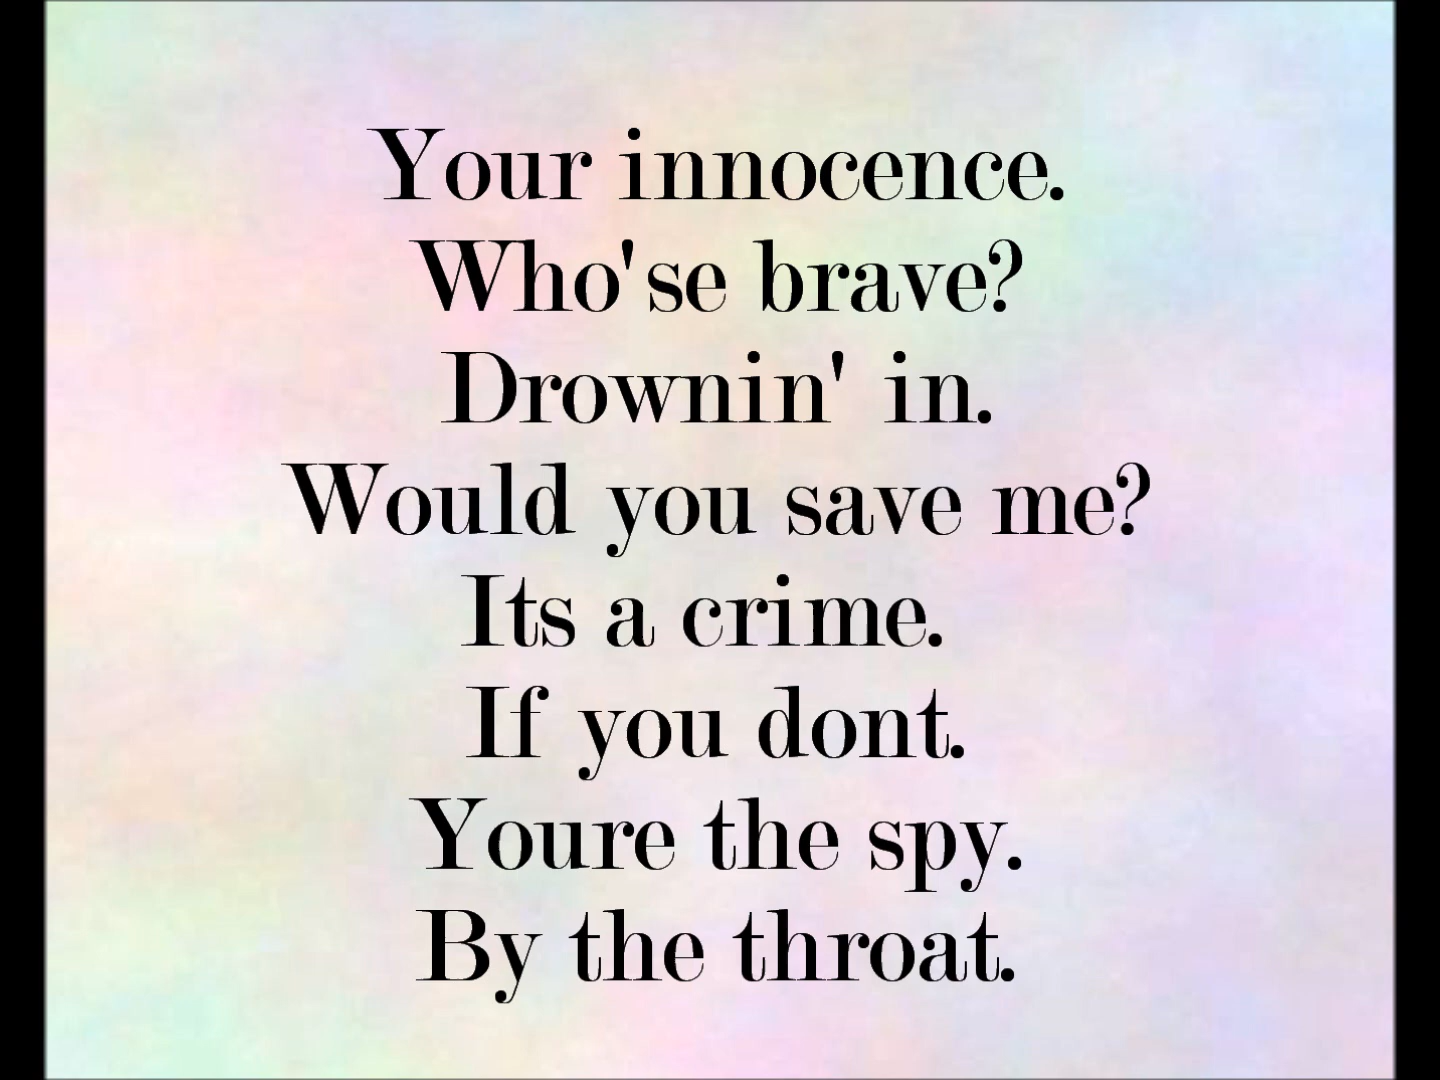 Your innocence.
Who'se brave?
Drownin' in.
Would you save me?
Its a crime.
If you dont.
Youre the spy.
By the throat.